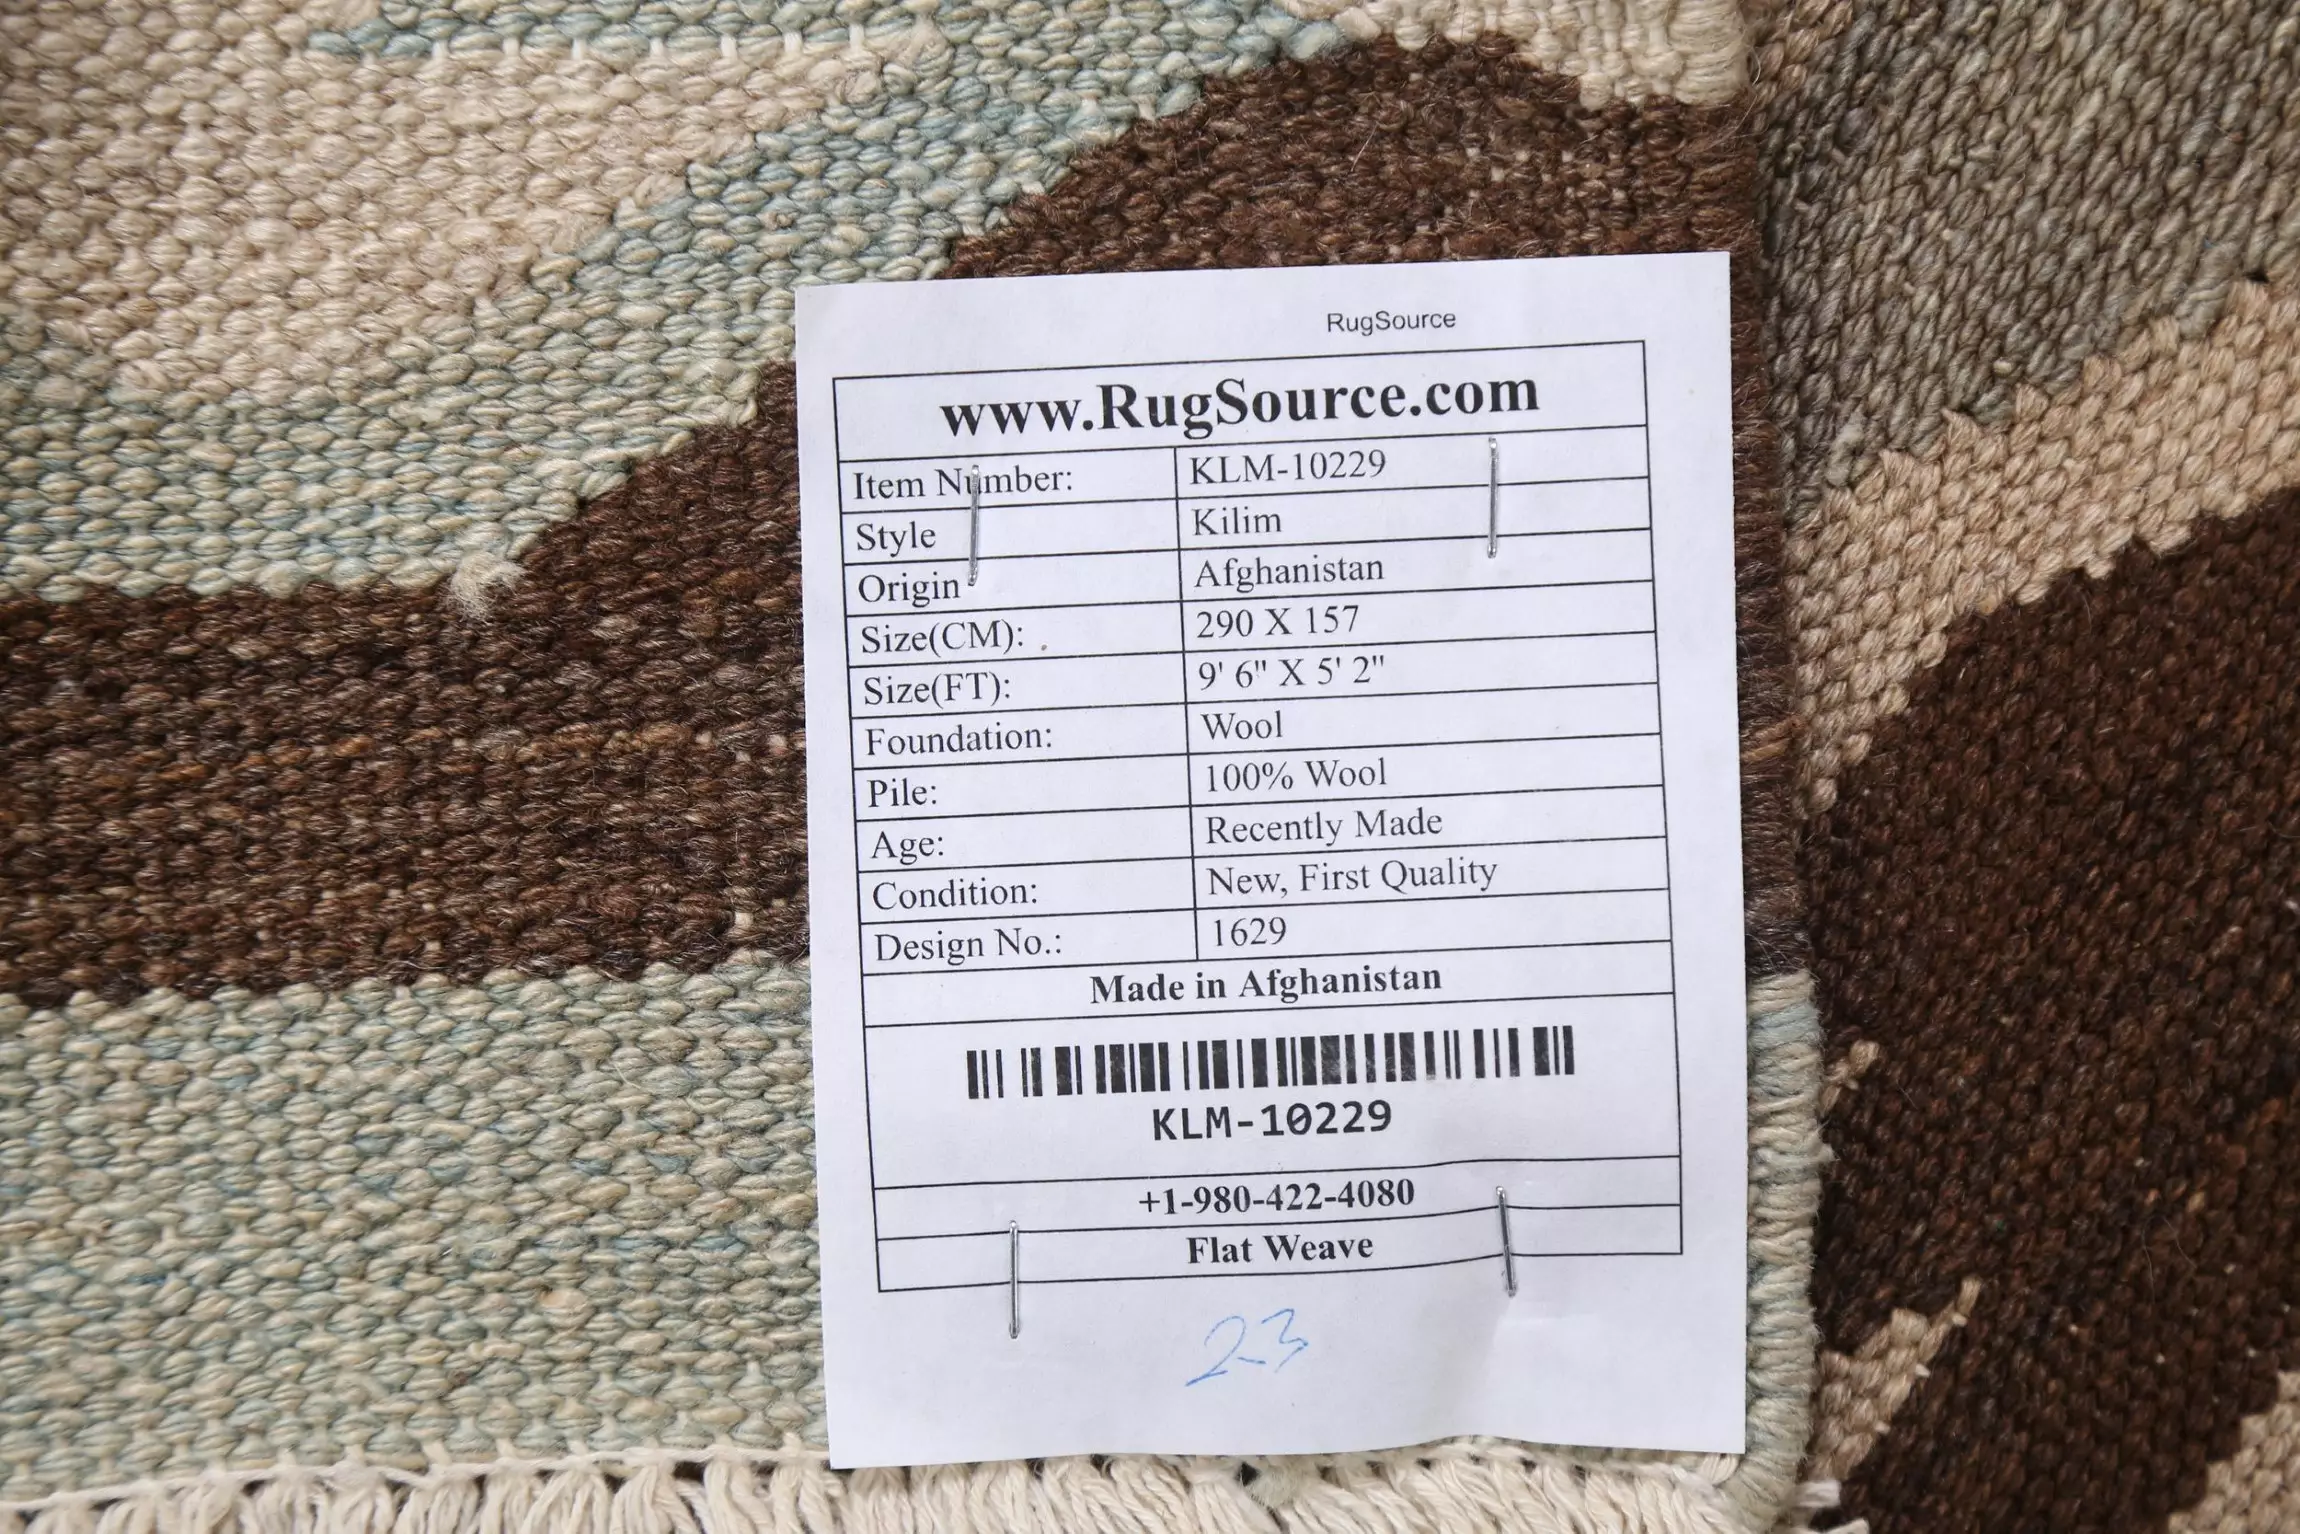 RugSource
www.RugSource.com
Item Number: KLM-10229
Style Kilim
Origin Afghanistan
Size(CM): 290 X 157
Size(FT): 9' 6" X 5' 2"
Foundation: Wool
Pile: 100% Wool
Age: Recently Made
Condition: New, First Quality
Design No.: 1629
Made in Afghanistan
KLM-10229
+1-980-422-4080
Flat Weave
23